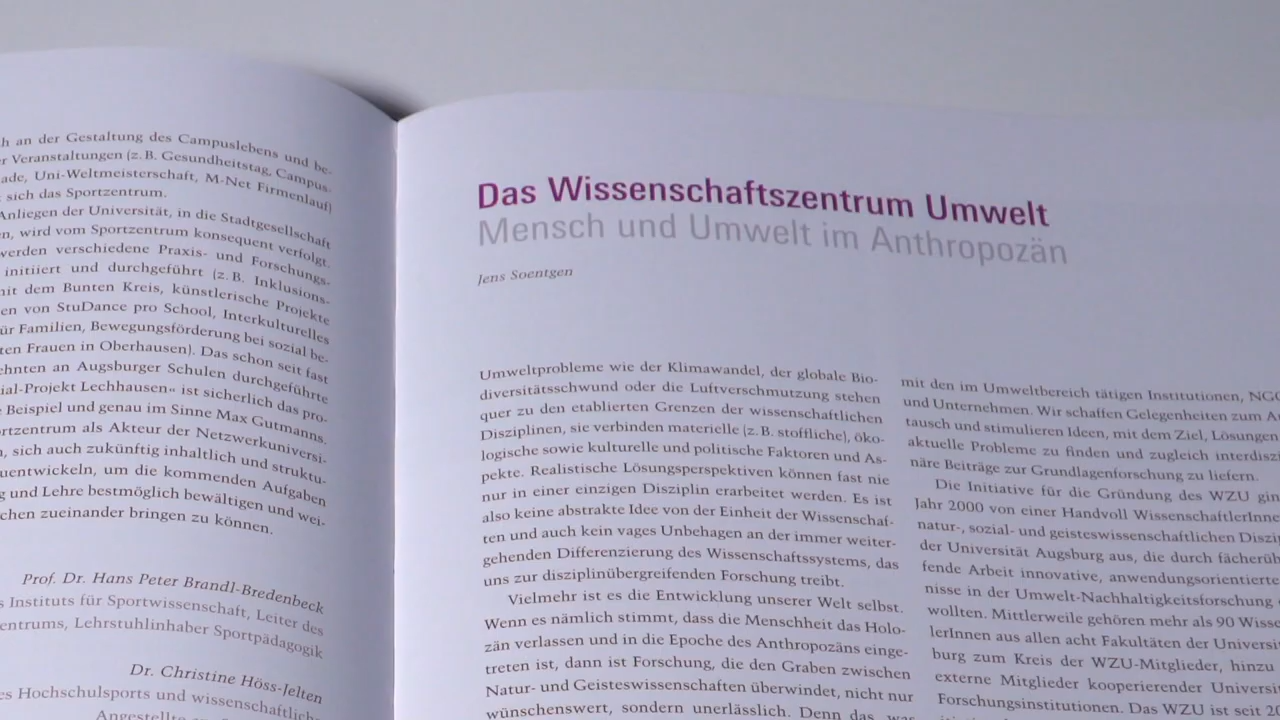 h an der Gestaltung des Campuslebens und be-
r Veranstaltungen (z. B. Gesundheitstag, Campus-
ade, Uni-Weltmeisterschaft, M-Net Firmenlauf)
sich das Sportzentrum.
Anliegen der Universität, in die Stadtgesellschaft
n, wird vom Sportzentrum konsequent verfolgt.
werden verschiedene Praxis- und Forschungs-
initiiert und durchgeführt (z. B. Inklusions-
mit dem Bunten Kreis, künstlerische Projekte
en von StuDance pro School, Interkulturelles
ür Familien, Bewegungsförderung bei sozial be-
ten Frauen in Oberhausen). Das schon seit fast
ehnten an Augsburger Schulen durchgeführte
ial-Projekt Lechhausen« ist sicherlich das pro-
Beispiel und genau im Sinne Max Gutmanns.
rtzentrum als Akteur der Netzwerkuniversi-
, sich auch zukünftig inhaltlich und struktu-
uentwickeln, um die kommenden Aufgaben
g und Lehre bestmöglich bewältigen und wei-
chen zueinander bringen zu können.
Prof. Dr. Hans Peter Brandl-Bredenbeck
s Instituts für Sportwissenschaft, Leiter des
entrums, Lehrstuhlinhaber Sportpädagogik
Dr. Christine Höss-Jelten
es Hochschulsports und wissenschaftliche
Angestellte
Das Wissenschaftszentrum Umwelt
Mensch und Umwelt im Anthropozän
Jens Soentgen
Umweltprobleme wie der Klimawandel, der globale Bio-
diversitätsschwund oder die Luftverschmutzung stehen
quer zu den etablierten Grenzen der wissenschaftlichen
Disziplinen, sie verbinden materielle (z. B. stoffliche), öko-
logische sowie kulturelle und politische Faktoren und As-
pekte. Realistische Lösungsperspektiven können fast nie
nur in einer einzigen Disziplin erarbeitet werden. Es ist
also keine abstrakte Idee von der Einheit der Wissenschaf-
ten und auch kein vages Unbehagen an der immer weiter-
gehenden Differenzierung des Wissenschaftssystems, das
uns zur disziplinübergreifenden Forschung treibt.
Vielmehr ist es die Entwicklung unserer Welt selbst.
Wenn es nämlich stimmt, dass die Menschheit das Holo-
zän verlassen und in die Epoche des Anthropozäns einge-
treten ist, dann ist Forschung, die den Graben zwischen
Natur- und Geisteswissenschaften überwindet, nicht nur
wünschenswert, sondern unerlässlich. Denn das, was
mit den im Umweltbereich tätigen Institutionen, NGO
und Unternehmen. Wir schaffen Gelegenheiten zum A
tausch und stimulieren Ideen, mit dem Ziel, Lösungen
aktuelle Probleme zu finden und zugleich interdiszi
näre Beiträge zur Grundlagenforschung zu liefern.
Die Initiative für die Gründung des WZU gin
Jahr 2000 von einer Handvoll WissenschaftlerInne
natur-, sozial- und geisteswissenschaftlichen Diszi
der Universität Augsburg aus, die durch fächerüb
fende Arbeit innovative, anwendungsorientierte
nisse in der Umwelt-Nachhaltigkeitsforschung
wollten. Mittlerweile gehören mehr als 90 Wisse
lerInnen aus allen acht Fakultäten der Universi
burg zum Kreis der WZU-Mitglieder, hinzu
externe Mitglieder kooperierender Universi
Forschungsinstitutionen. Das WZU ist seit 20